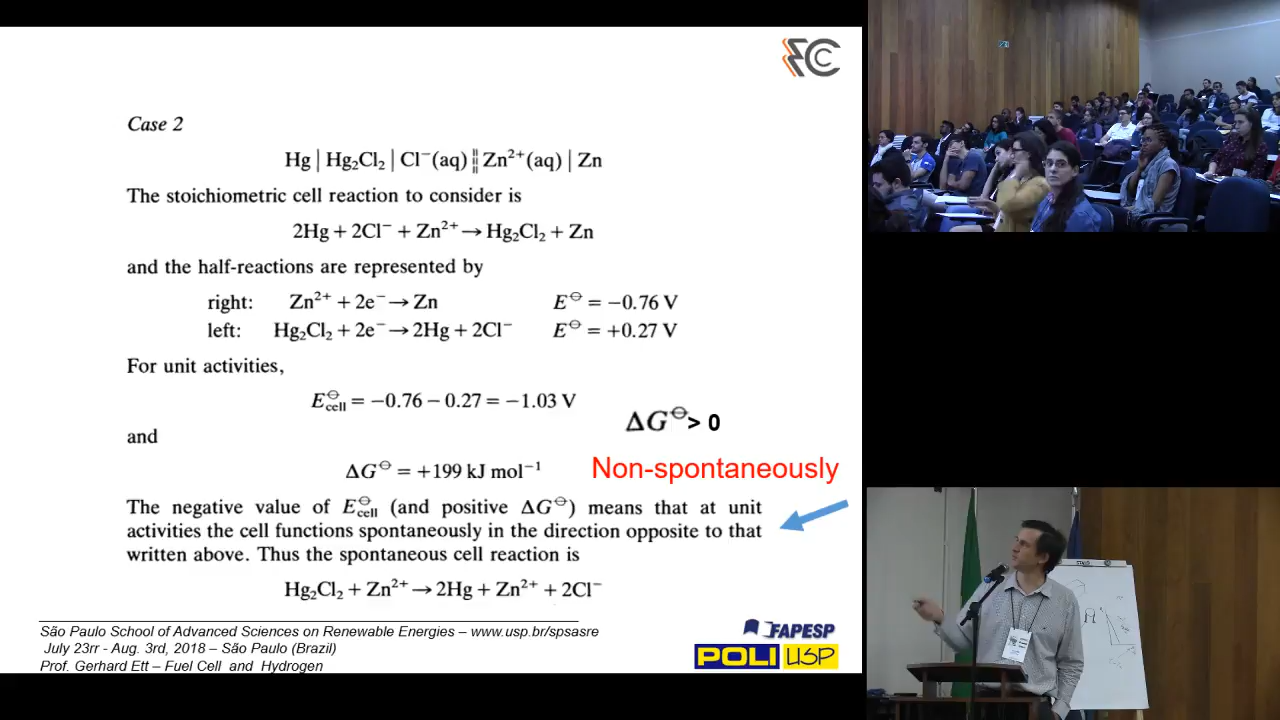 Case 2
Hg | Hg₂Cl₂ | Cl⁻(aq) ¦¦ Zn²⁺(aq) | Zn
The stoichiometric cell reaction to consider is
2Hg + 2Cl⁻ + Zn²⁺ → Hg₂Cl₂ + Zn
and the half-reactions are represented by
right: Zn²⁺ + 2e⁻ → Zn E⊖ = −0.76 V
left: Hg₂Cl₂ + 2e⁻ → 2Hg + 2Cl⁻ E⊖ = +0.27 V
For unit activities,
E⊖cell = −0.76 − 0.27 = −1.03 V
ΔG⊖ > 0
and
ΔG⊖ = +199 kJ mol⁻¹
Non-spontaneously
The negative value of E⊖cell (and positive ΔG⊖) means that at unit
activities the cell functions spontaneously in the direction opposite to that
written above. Thus the spontaneous cell reaction is
Hg₂Cl₂ + Zn²⁺ → 2Hg + Zn²⁺ + 2Cl⁻
São Paulo School of Advanced Sciences on Renewable Energies – www.usp.br/spsasre
July 23rr - Aug. 3rd, 2018 – São Paulo (Brazil)
Prof. Gerhard Ett – Fuel Cell and Hydrogen
FAPESP
POLI USP